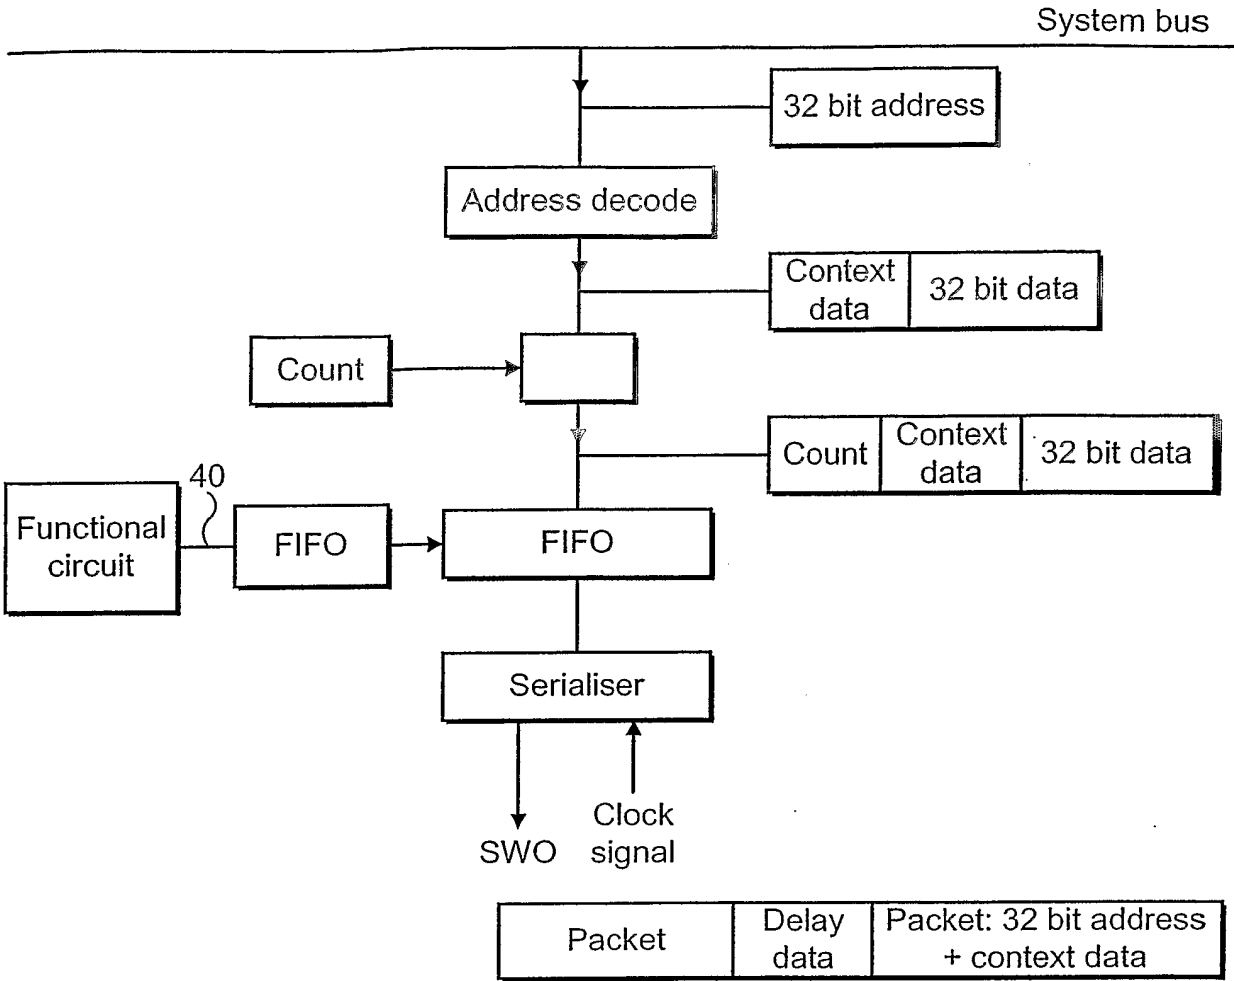 System bus
32 bit address
Address decode
Context
data
32 bit data
Count
Count
Context
data
32 bit data
40
Functional
circuit
FIFO
FIFO
Serialiser
SWO
Clock
signal
Packet
Delay
data
Packet: 32 bit address
+ context data